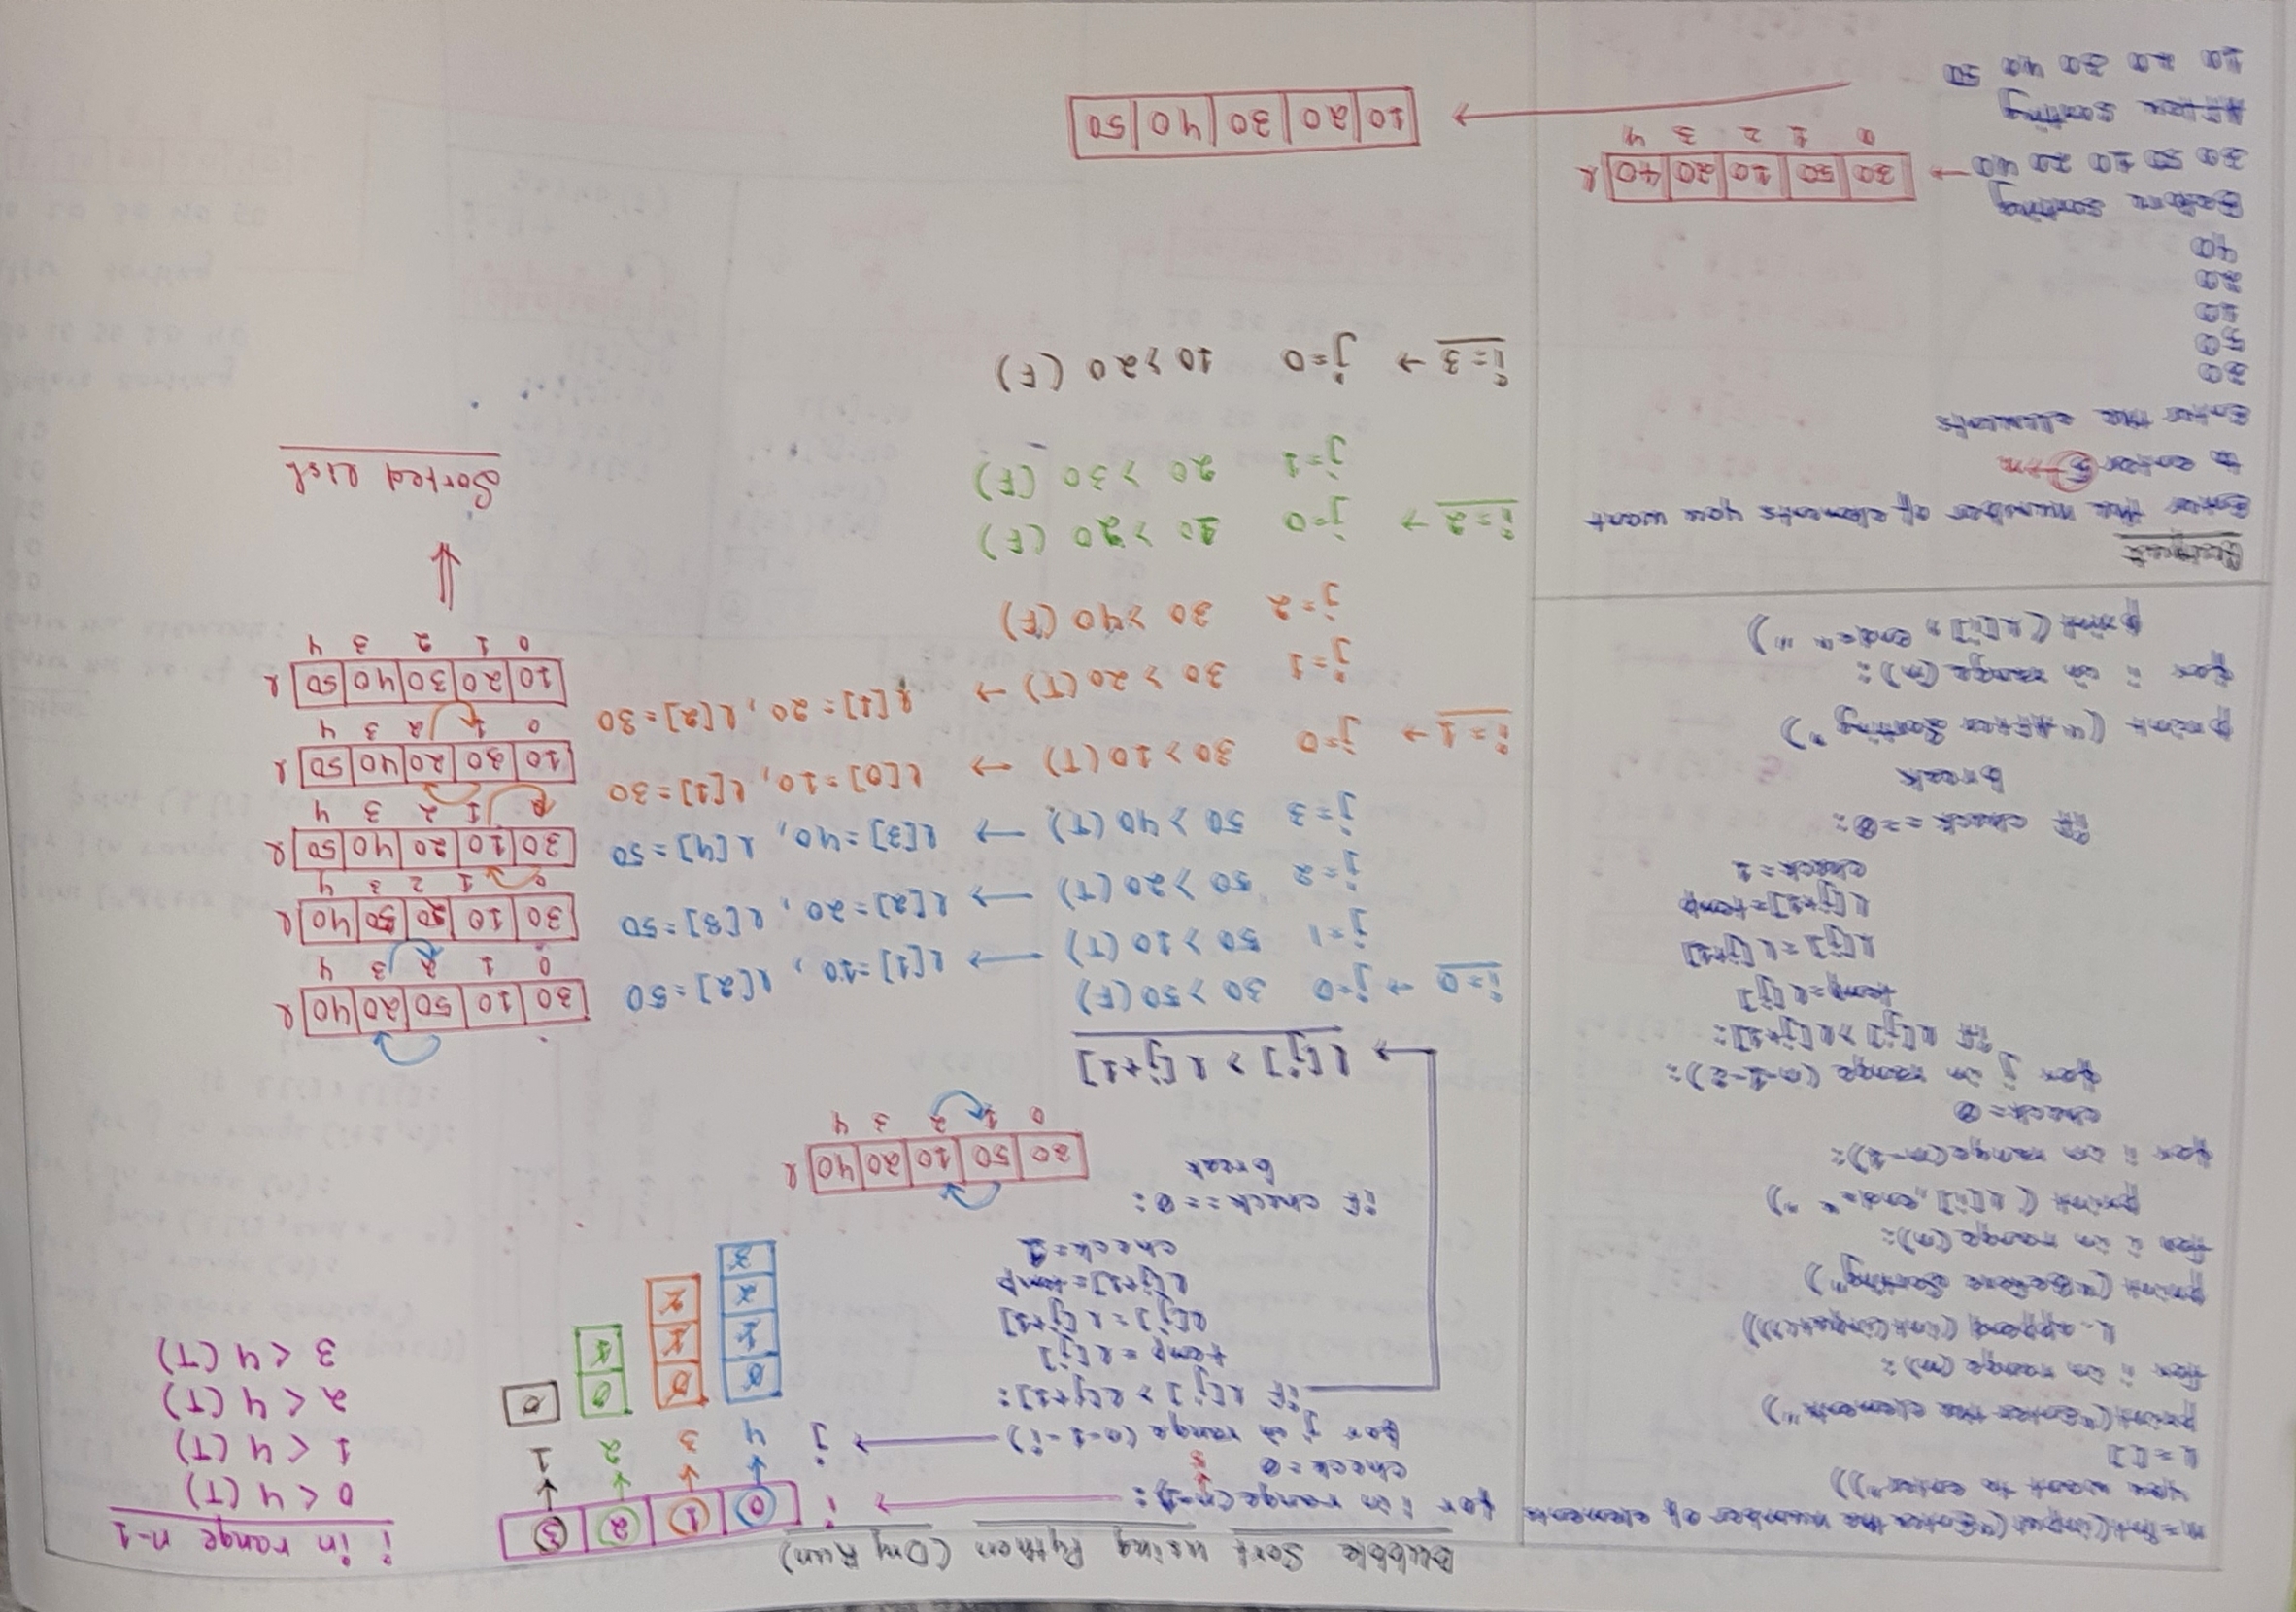 Bubble Sort using Python (Dry Run)
n=int(input("Enter the number of elements
you want to enter"))
l=[]
print("Enter the elements")
for i in range(n):
l.append(int(input()))
print("Before Sorting")
for i in range(n):
print(l[i],end=" ")
for i in range(n-1):
check=0
for j in range(n-1-i):
if l[j]>l[j+1]:
temp=l[j]
l[j]=l[j+1]
l[j+1]=temp
check=1
if check==0:
break
print("After Sorting")
for i in range(n):
print(l[i], end=" ")
Output
Enter the number of elements you want
to enter 5→n
Enter the elements
30
50
10
20
40
Before sorting
30 50 10 20 40 → 30 50 10 20 40 l
0 1 2 3 4
After sorting
10 20 30 40 50
10 20 30 40 50
for i in range(n-1): → i 0 1 2 3
5
check=0
for j in range(n-1-i) → j 4 3 2 1
0 0 0 0
1 1 1
2 2
3
if l[j] > l[j+1]:
temp=l[j]
l[j]=l[j+1]
l[j+1]=temp
check=1
if check==0:
break
30 50 10 20 40 l
0 1 2 3 4
i in range n-1
0 < 4 (T)
1 < 4 (T)
2 < 4 (T)
3 < 4 (T)
l[j] > l[j+1]
i=0 → j=0 30 > 50 (F)
j=1 50 > 10 (T) → l[1]=10, l[2]=50
j=2 50 > 20 (T) → l[2]=20, l[3]=50
j=3 50 > 40 (T) → l[3]=40, l[4]=50
i=1 → j=0 30 > 10 (T) → l[0]=10, l[1]=30
j=1 30 > 20 (T) → l[1]=20, l[2]=30
j=2 30 > 40 (F)
i=2 → j=0 10 > 20 (F)
j=1 20 > 30 (F)
i=3 → j=0 10 > 20 (F)
30 10 50 20 40 l
0 1 2 3 4
30 10 20 50 40 l
0 1 2 3 4
30 10 20 40 50 l
0 1 2 3 4
10 30 20 40 50 l
0 1 2 3 4
10 20 30 40 50 l
0 1 2 3 4
Sorted list